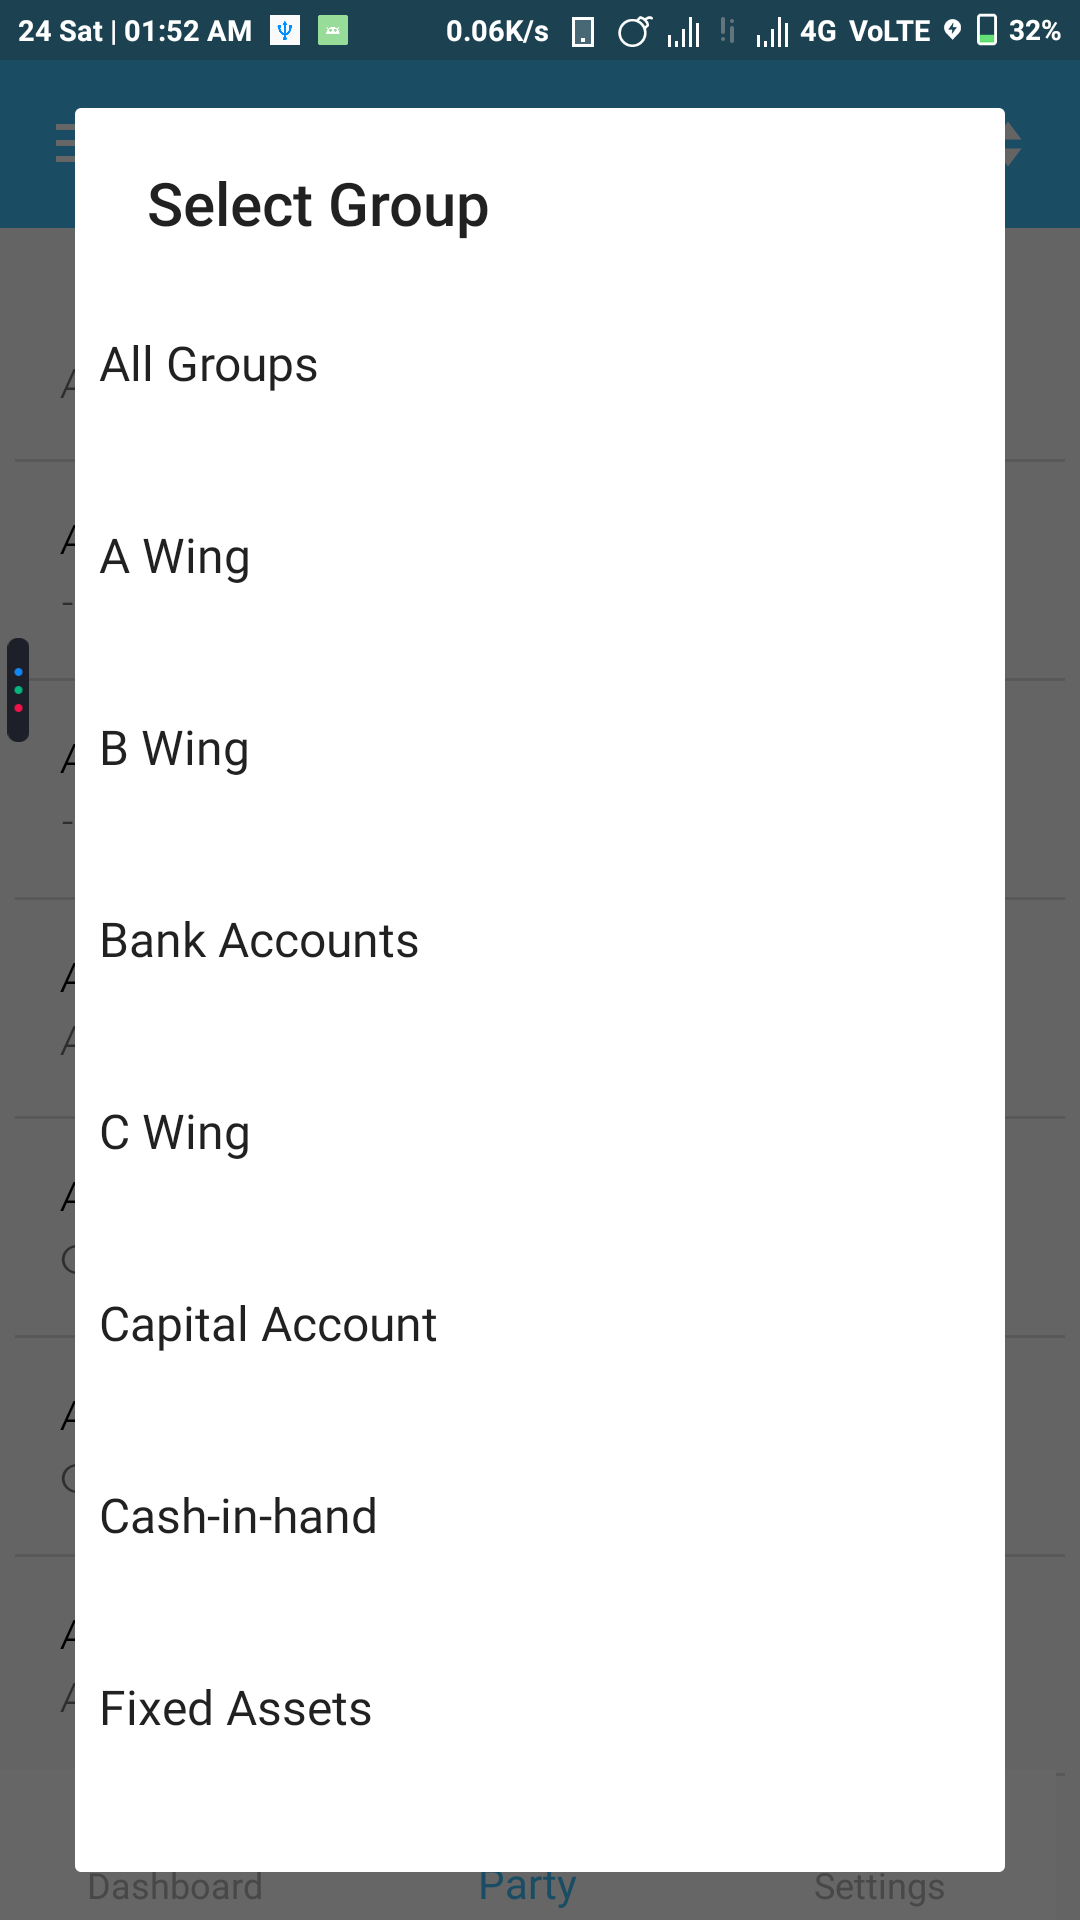 24 Sat | 01:52 AM 0.06K/s 4G VoLTE 32%
Select Group
All Groups
A Wing
B Wing
Bank Accounts
C Wing
Capital Account
Cash-in-hand
Fixed Assets
Dashboard Party Settings